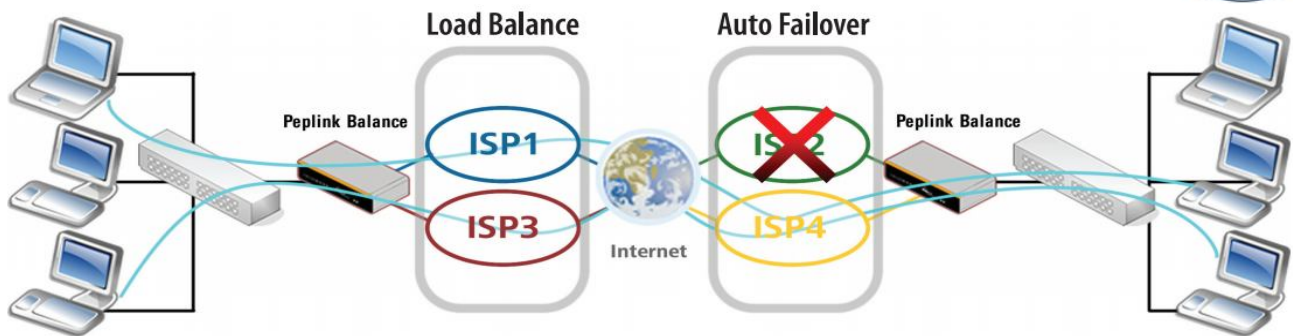 Load Balance
Auto Failover
Peplink Balance
ISP1
ISP2
Peplink Balance
ISP3
Internet
ISP4